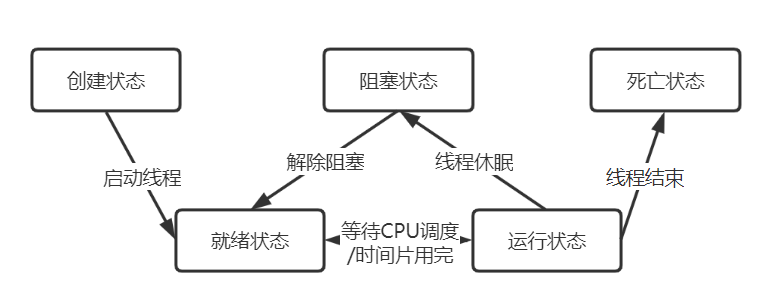 创建状态
阻塞状态
死亡状态
启动线程
解除阻塞
线程休眠
线程结束
就绪状态
等待CPU调度
/时间片用完
运行状态